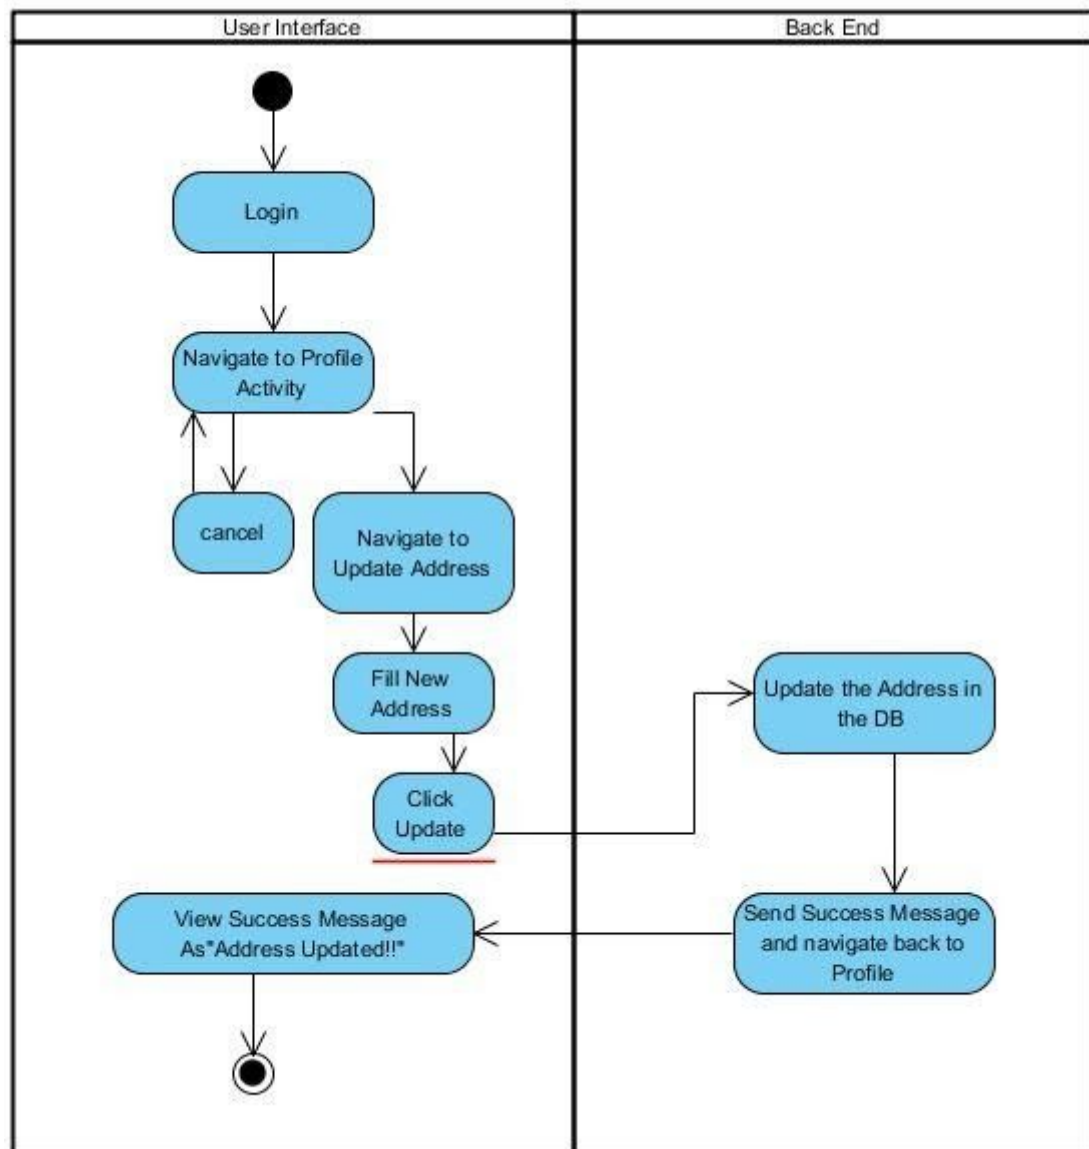 User Interface
Back End
Login
Navigate to Profile
Activity
cancel
Navigate to
Update Address
Fill New
Address
Update the Address in
the DB
Click
Update
View Success Message
As"Address Updated!!"
Send Success Message
and navigate back to
Profile